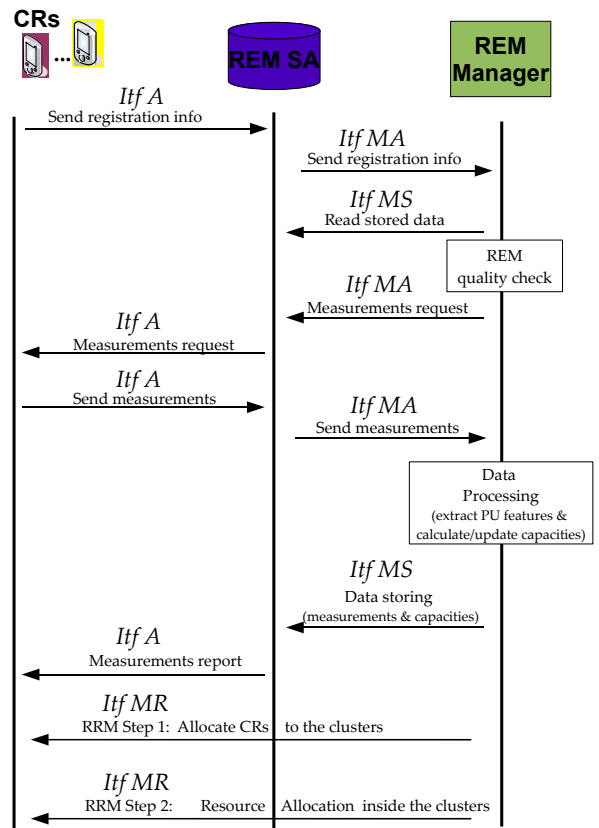 CRs
...
REM SA
REM
Manager
Itf A
Send registration info
Itf MA
Send registration info
Itf MS
Read stored data
REM
quality check
Itf MA
Measurements request
Itf A
Measurements request
Itf A
Send measurements
Itf MA
Send measurements
Data
Processing
(extract PU features &
calculate/update capacities)
Itf MS
Data storing
(measurements & capacities)
Itf A
Measurements report
Itf MR
RRM Step 1: Allocate CRs to the clusters
Itf MR
RRM Step 2: Resource Allocation inside the clusters